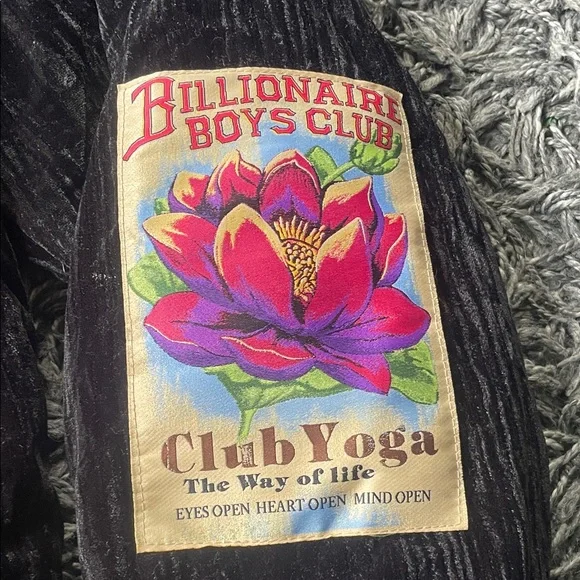 BILLIONAIRE
BOYS CLUB
Club Yoga
The Way of life
EYES OPEN HEART OPEN MIND OPEN